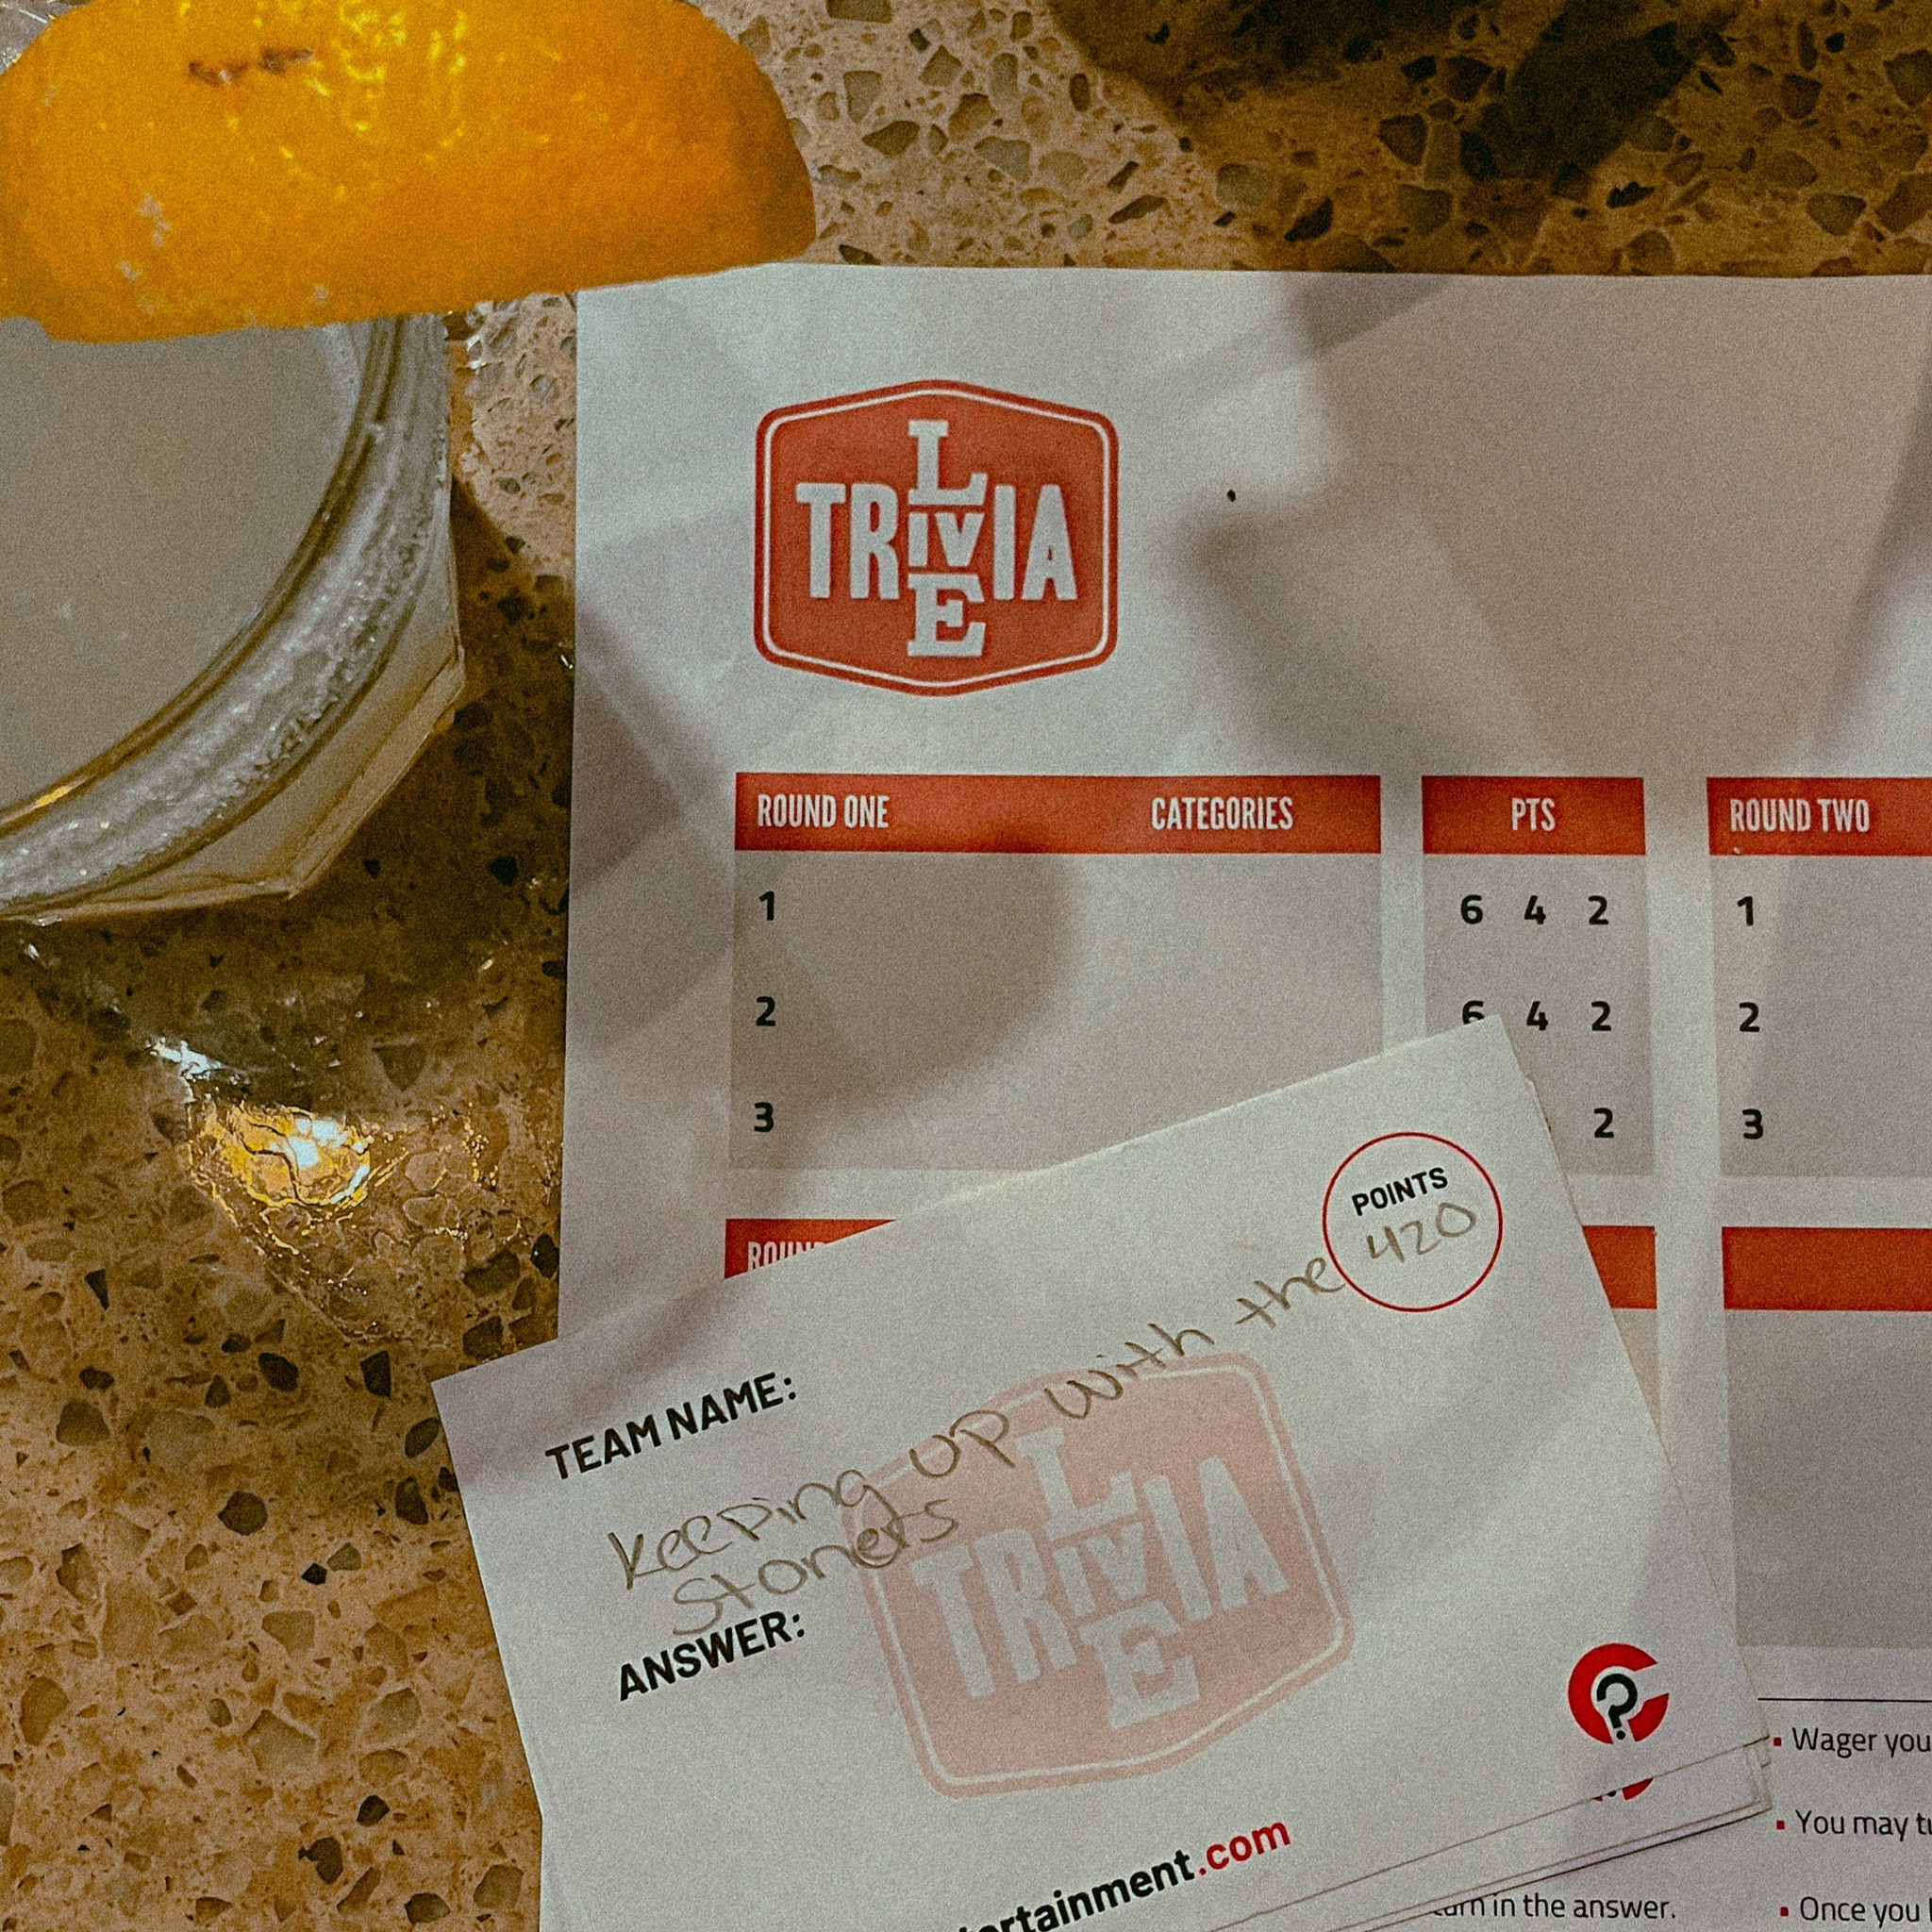 LIVE
TRIVIA
ROUND ONE CATEGORIES PTS ROUND TWO
1 6 4 2 1
2 6 4 2 2
3 2 3
POINTS
420
TEAM NAME:
Keeping up with the
stoners
ANSWER:
LIVE
TRIVIA
.com
Wager
You may
in the answer.
Once you